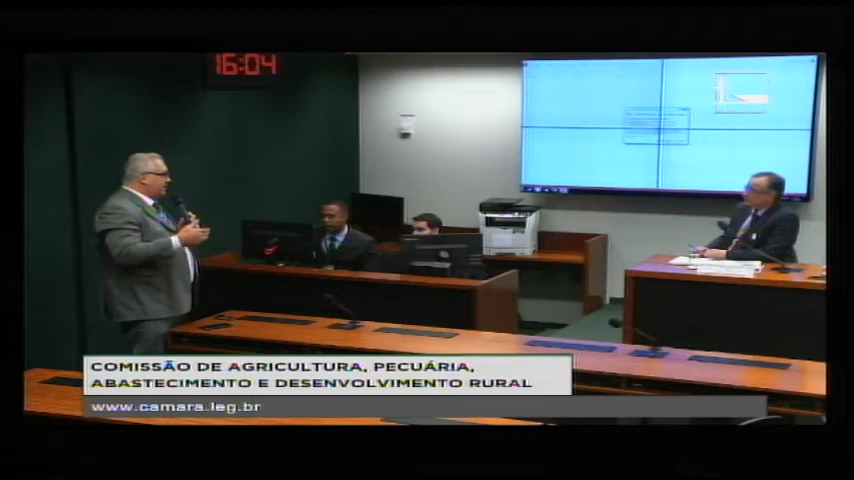 16:04
COMISSÃO DE AGRICULTURA, PECUÁRIA,
ABASTECIMENTO E DESENVOLVIMENTO RURAL
www.camara.leg.br